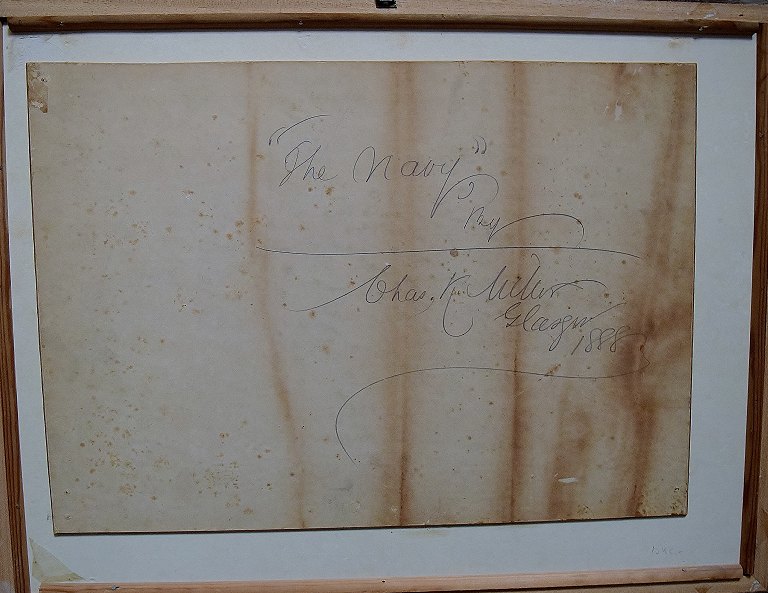 "The Navy"
By
Chas. K. Miller
Glasgow
1888